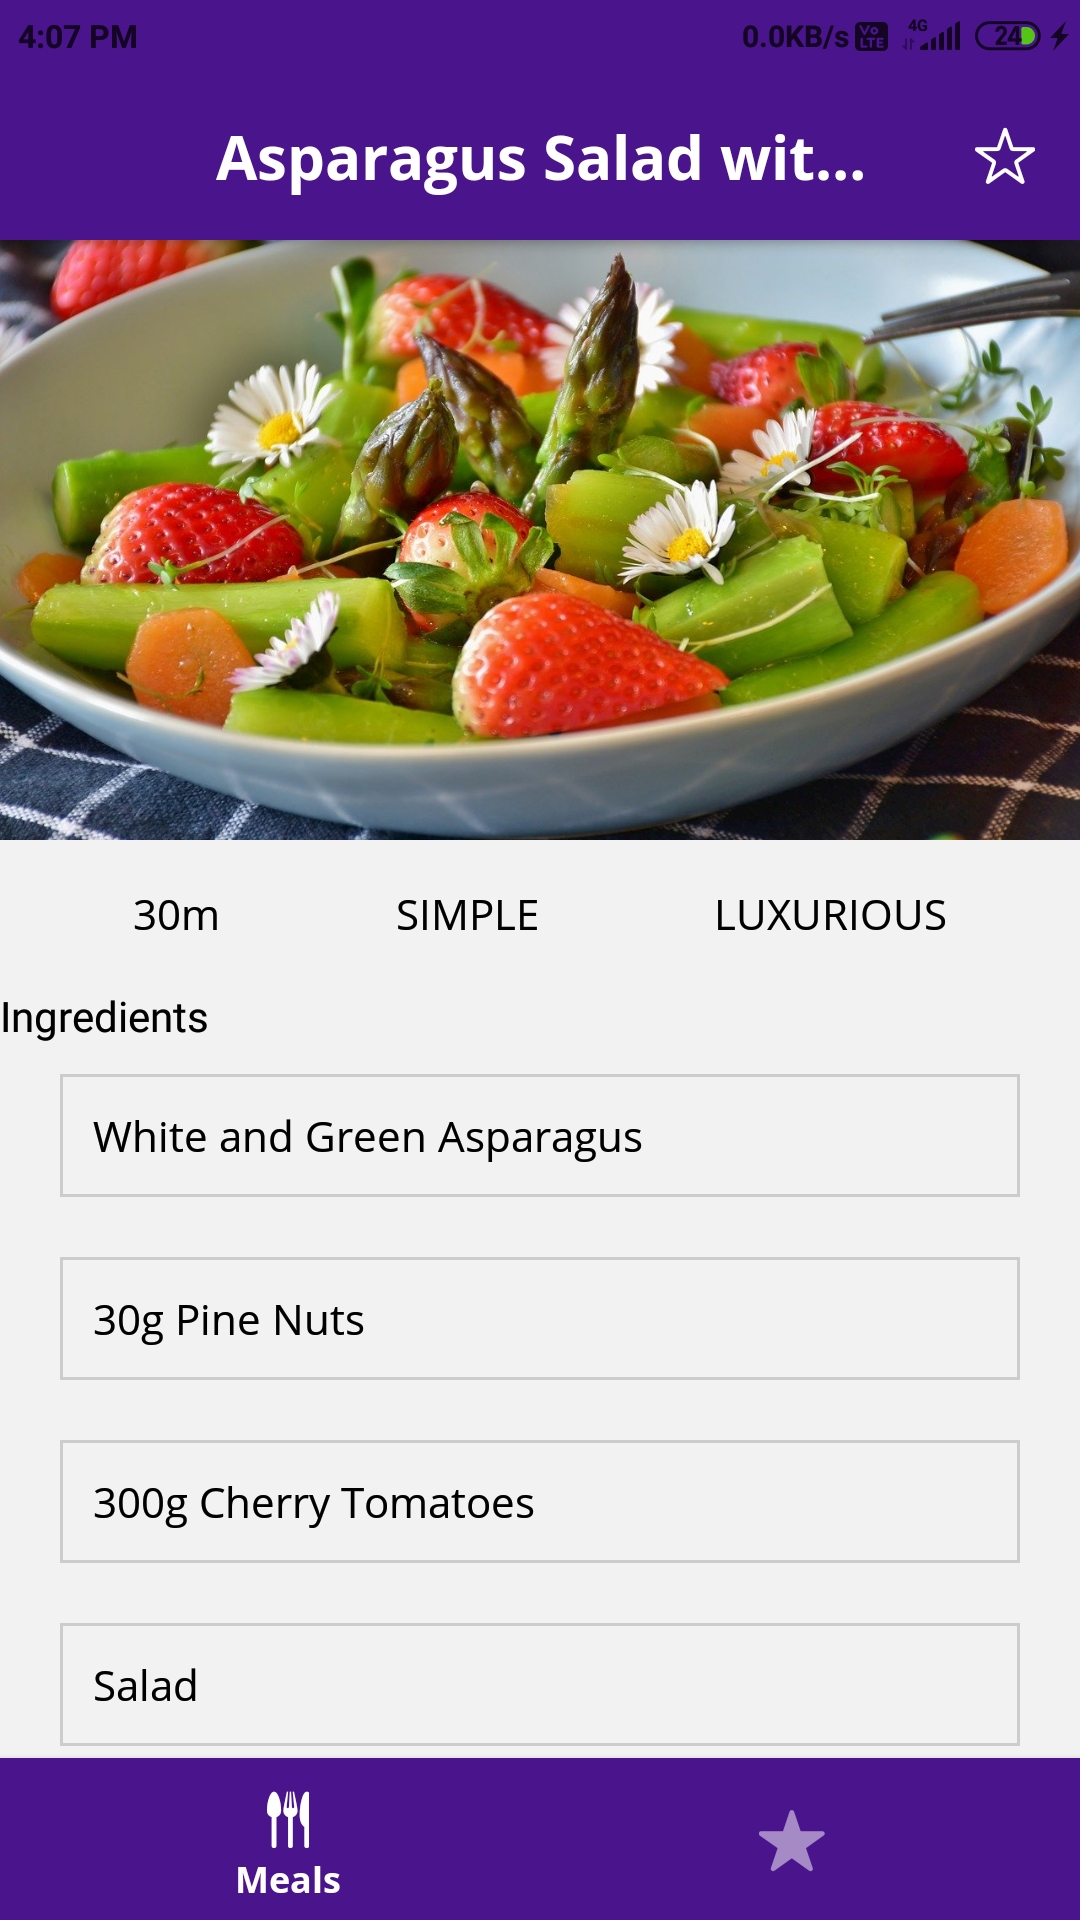 4:07 PM 0.0KB/s Vo LTE 4G 24
Asparagus Salad wit...
30m SIMPLE LUXURIOUS
Ingredients
White and Green Asparagus
30g Pine Nuts
300g Cherry Tomatoes
Salad
Meals